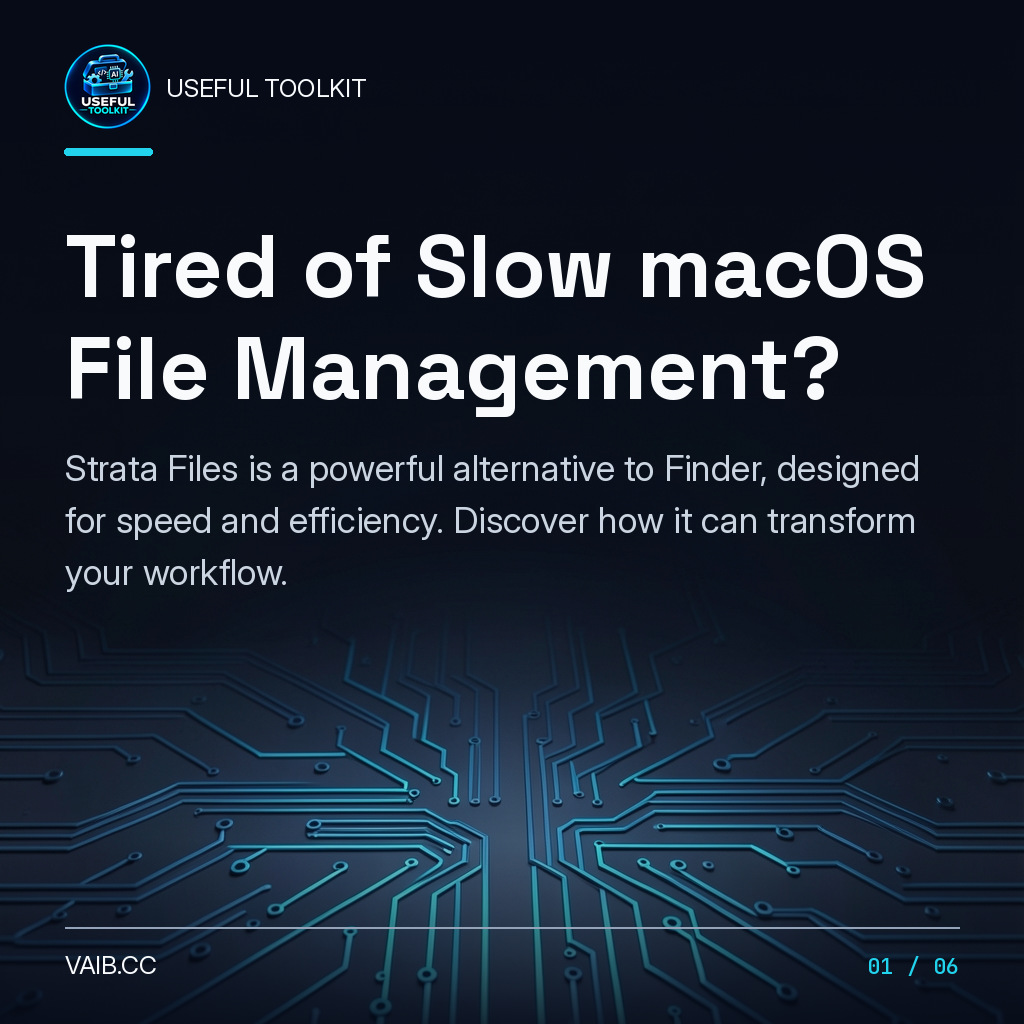 USEFUL TOOLKIT
USEFUL
TOOLKIT
AI
Tired of Slow macOS
File Management?
Strata Files is a powerful alternative to Finder, designed
for speed and efficiency. Discover how it can transform
your workflow.
VAIB.CC
01 / 06